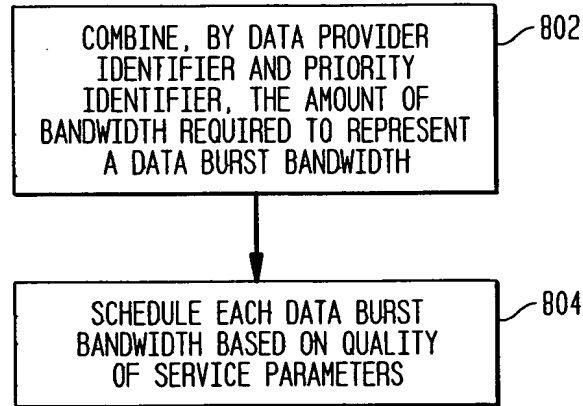 COMBINE, BY DATA PROVIDER
IDENTIFIER AND PRIORITY
IDENTIFIER, THE AMOUNT OF
BANDWIDTH REQUIRED TO REPRESENT
A DATA BURST BANDWIDTH
802
SCHEDULE EACH DATA BURST
BANDWIDTH BASED ON QUALITY
OF SERVICE PARAMETERS
804